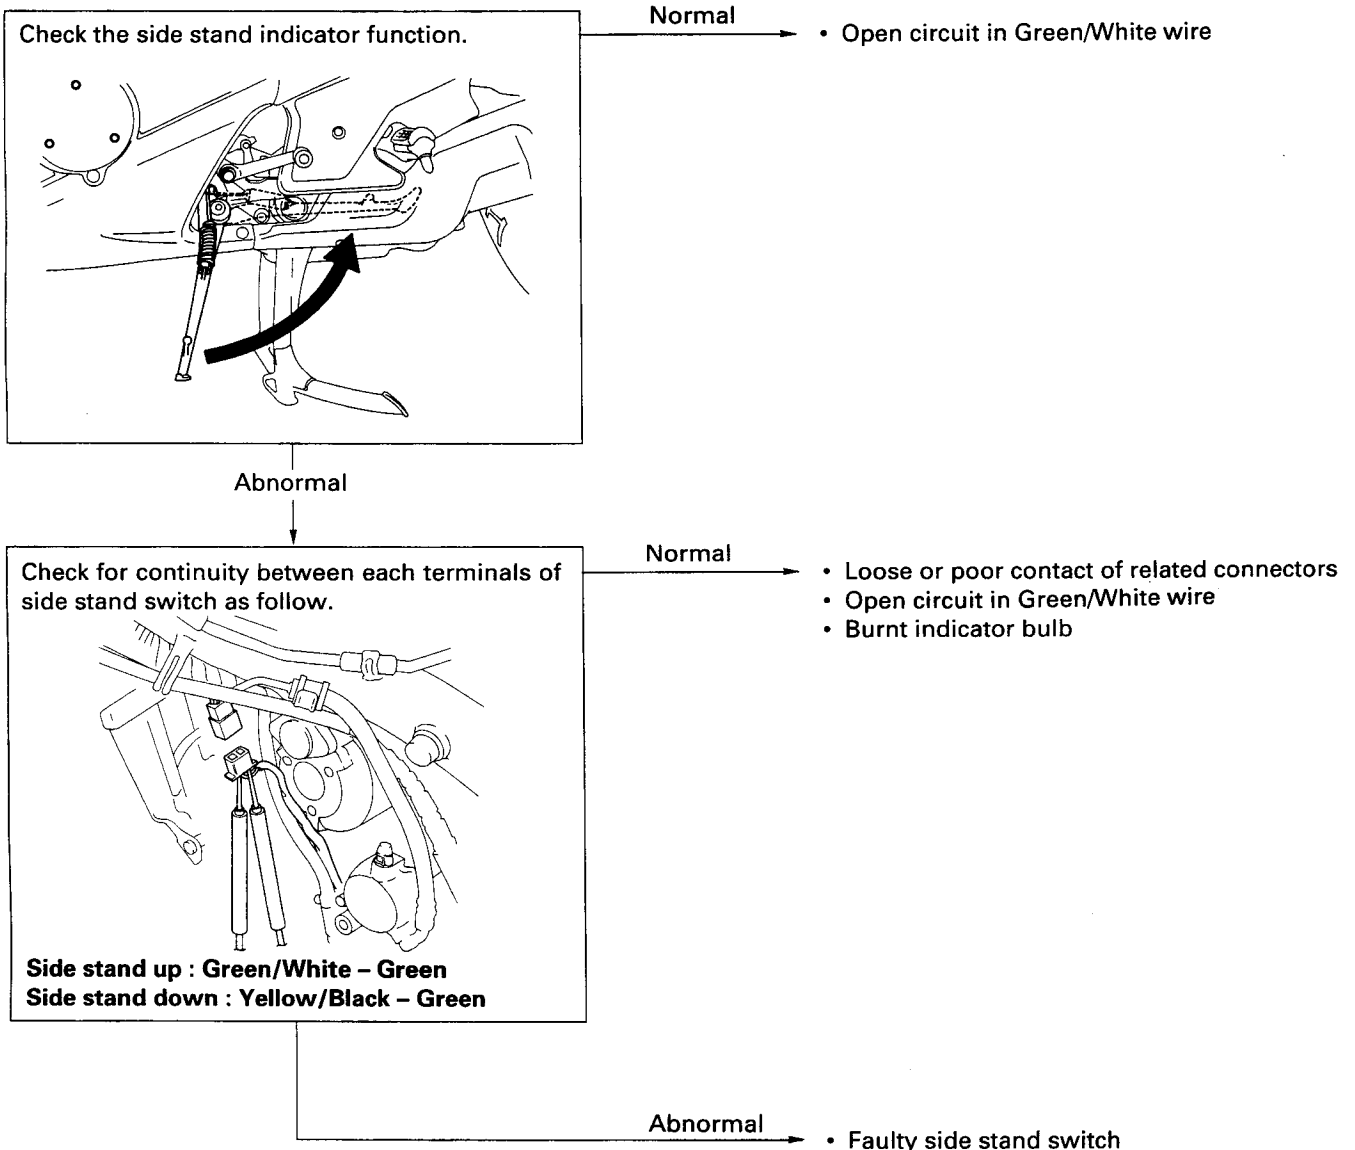 Check the side stand indicator function.
Normal
• Open circuit in Green/White wire
Abnormal
Check for continuity between each terminals of
side stand switch as follow.
Normal
• Loose or poor contact of related connectors
• Open circuit in Green/White wire
• Burnt indicator bulb
Side stand up : Green/White – Green
Side stand down : Yellow/Black – Green
Abnormal
• Faulty side stand switch